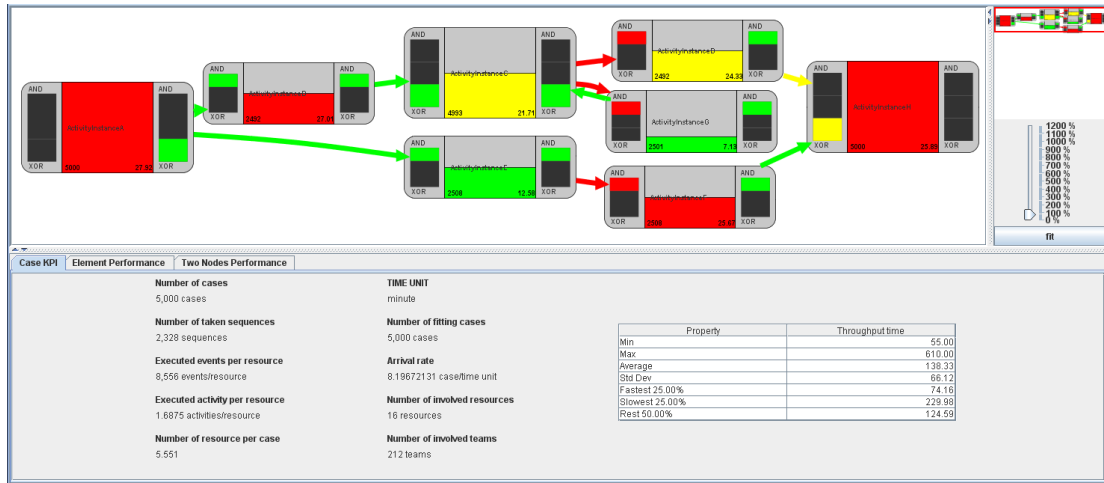 AND
XOR
ActivityInstanceA
5000 27.92
AND
XOR
AND
XOR
2492 27.01
AND
XOR
AND
XOR
ActivityInstanceC
4993 21.71
AND
XOR
AND
XOR
ActivityInstanceE
2508 12.56
AND
XOR
AND
XOR
ActivityInstanceD
2492 24.33
AND
XOR
AND
XOR
ActivityInstanceG
2501 7.13
AND
XOR
AND
XOR
ActivityInstanceF
2508 25.67
AND
XOR
AND
XOR
ActivityInstanceH
5000 25.89
AND
XOR
1200 %
1100 %
1000 %
900 %
800 %
700 %
600 %
500 %
400 %
300 %
200 %
100 %
0 %
fit
Case KPI Element Performance Two Nodes Performance
Number of cases TIME UNIT
5,000 cases minute
Number of taken sequences Number of fitting cases
2,328 sequences 5,000 cases
Executed events per resource Arrival rate
8,556 events/resource 8.19672131 case/time unit
Executed activity per resource Number of involved resources
1.6875 activities/resource 16 resources
Number of resource per case Number of involved teams
5.551 212 teams
Property Throughput time
Min 55.00
Max 610.00
Average 138.33
Std Dev 66.12
Fastest 25.00% 74.16
Slowest 25.00% 229.98
Rest 50.00% 124.59